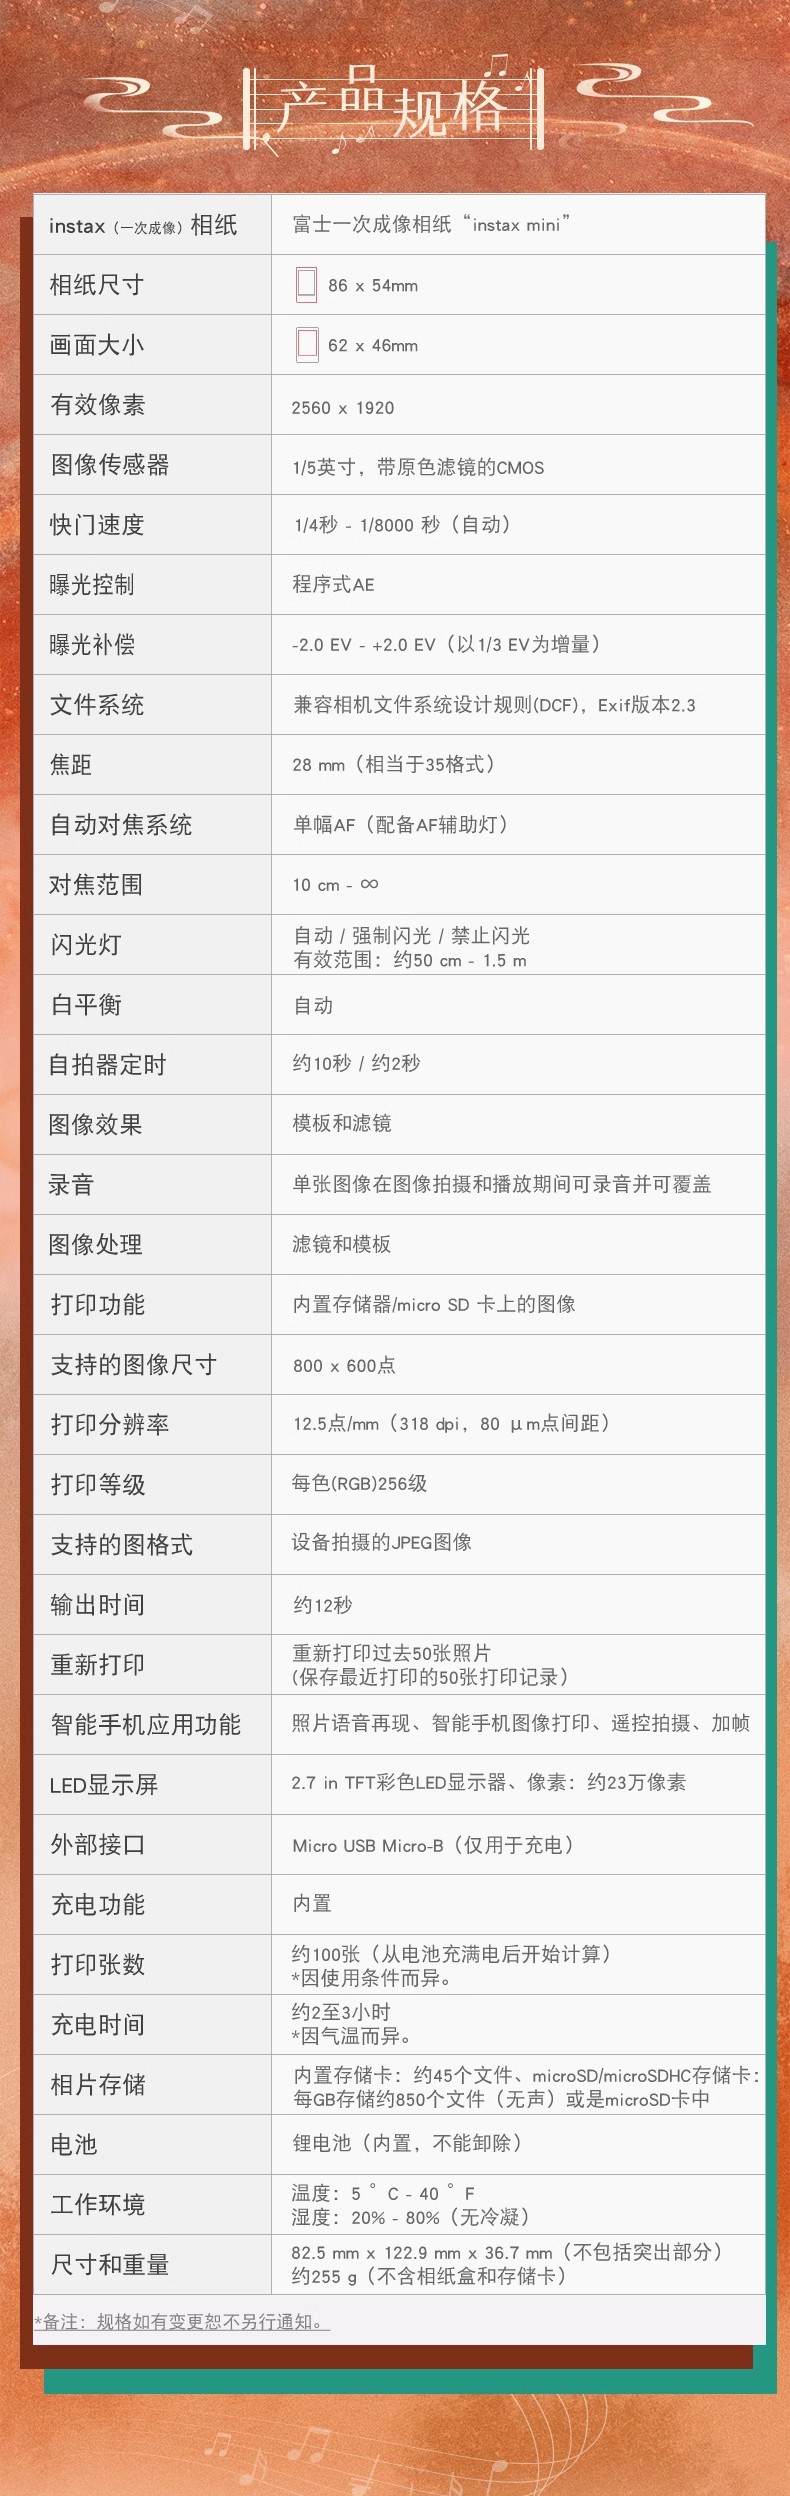 产品规格
instax（一次成像）相纸 富士一次成像相纸“instax mini”
相纸尺寸 86 x 54mm
画面大小 62 x 46mm
有效像素 2560 x 1920
图像传感器 1/5英寸，带原色滤镜的CMOS
快门速度 1/4秒 - 1/8000 秒（自动）
曝光控制 程序式AE
曝光补偿 -2.0 EV - +2.0 EV（以1/3 EV为增量）
文件系统 兼容相机文件系统设计规则(DCF)，Exif版本2.3
焦距 28 mm（相当于35格式）
自动对焦系统 单幅AF（配备AF辅助灯）
对焦范围 10 cm - ∞
闪光灯 自动 / 强制闪光 / 禁止闪光
有效范围：约50 cm - 1.5 m
白平衡 自动
自拍器定时 约10秒 / 约2秒
图像效果 模板和滤镜
录音 单张图像在图像拍摄和播放期间可录音并可覆盖
图像处理 滤镜和模板
打印功能 内置存储器/micro SD 卡上的图像
支持的图像尺寸 800 x 600点
打印分辨率 12.5点/mm（318 dpi，80 μm点间距）
打印等级 每色(RGB)256级
支持的图格式 设备拍摄的JPEG图像
输出时间 约12秒
重新打印 重新打印过去50张照片
(保存最近打印的50张打印记录）
智能手机应用功能 照片语音再现、智能手机图像打印、遥控拍摄、加帧
LED显示屏 2.7 in TFT彩色LED显示器、像素：约23万像素
外部接口 Micro USB Micro-B（仅用于充电）
充电功能 内置
打印张数 约100张（从电池充满电后开始计算）
*因使用条件而异。
充电时间 约2至3小时
*因气温而异。
相片存储 内置存储卡：约45个文件、microSD/microSDHC存储卡：
每GB存储约850个文件（无声）或是microSD卡中
电池 锂电池（内置，不能卸除）
工作环境 温度：5 ° C - 40 ° F
湿度：20% - 80%（无冷凝）
尺寸和重量 82.5 mm x 122.9 mm x 36.7 mm（不包括突出部分）
约255 g（不含相纸盒和存储卡）
*备注：规格如有变更恕不另行通知。